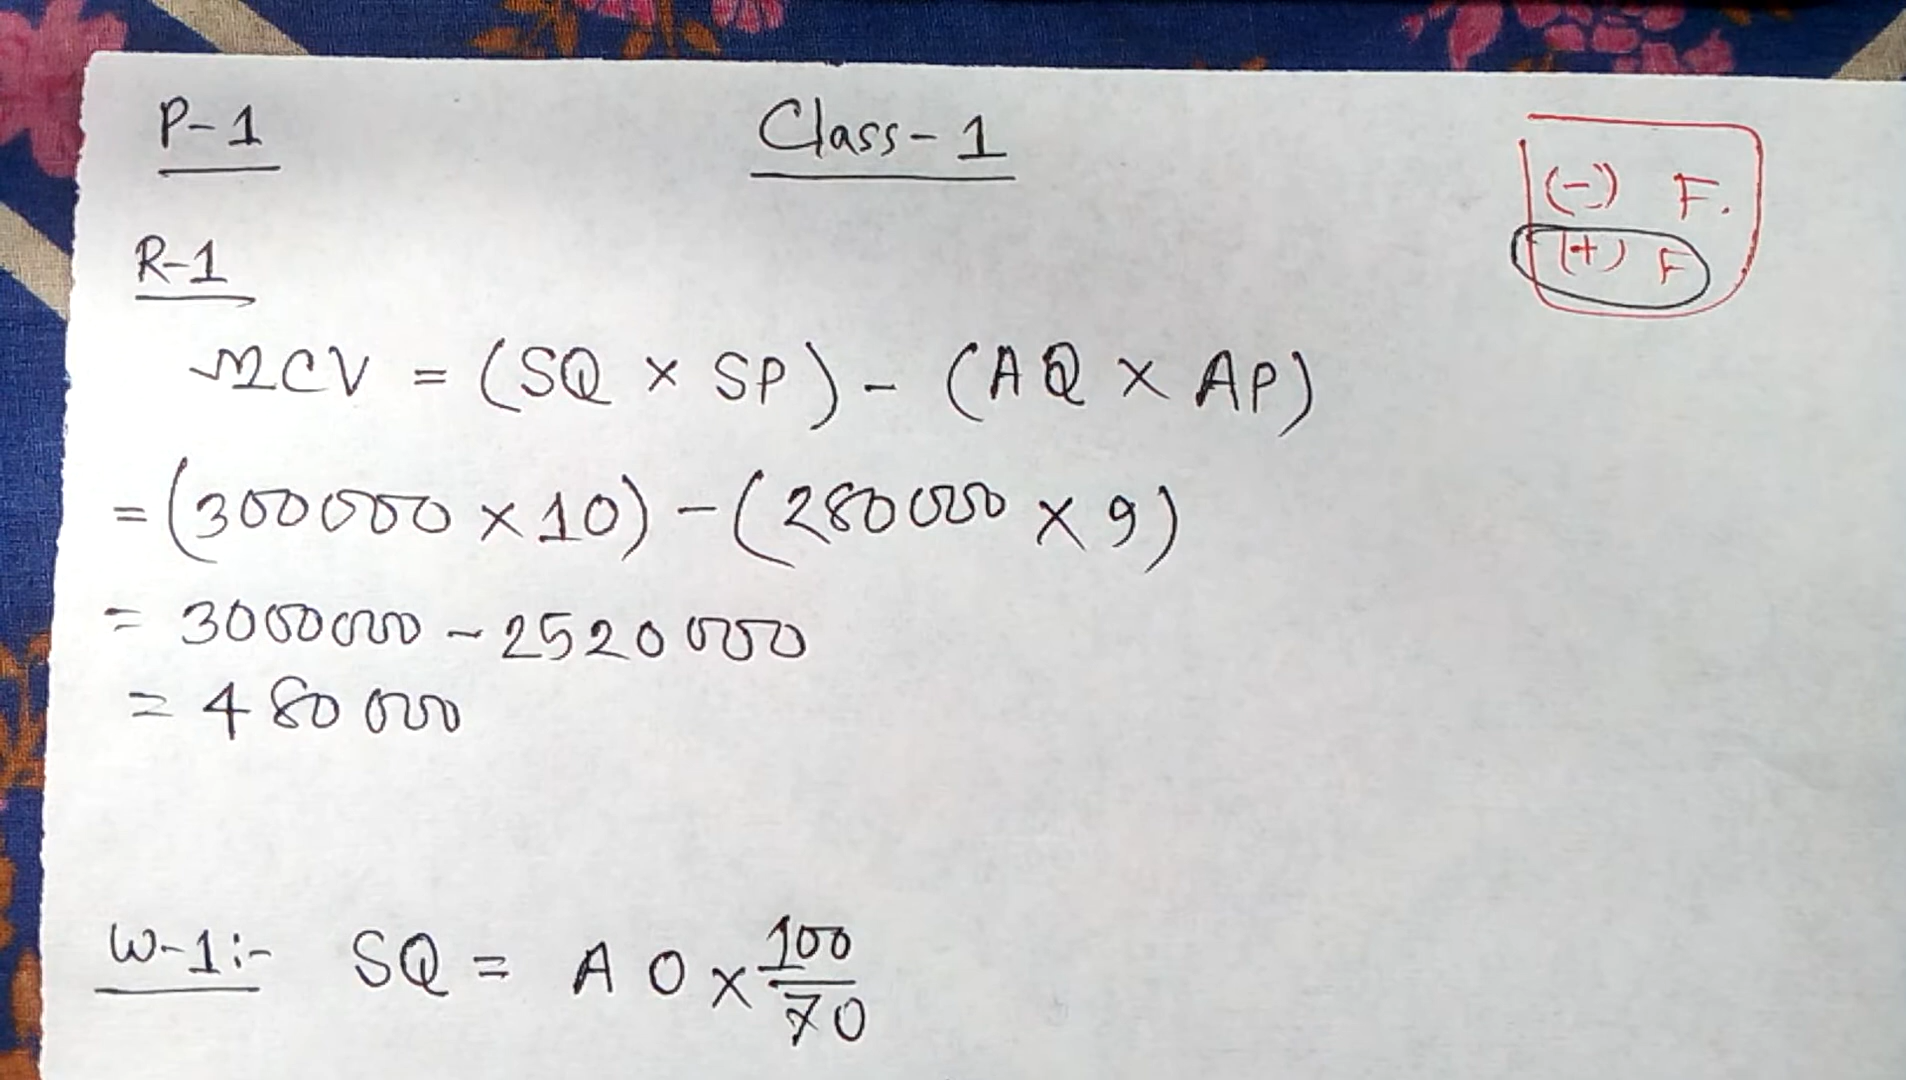 P-1
Class-1
(-) F.
(+) F
R-1
MCV = (SQ × SP) - (AQ × AP)
= (300000 × 10) - (280000 × 9)
= 3000000 - 2520000
= 480000
W-1:- SQ = AO × 100/70